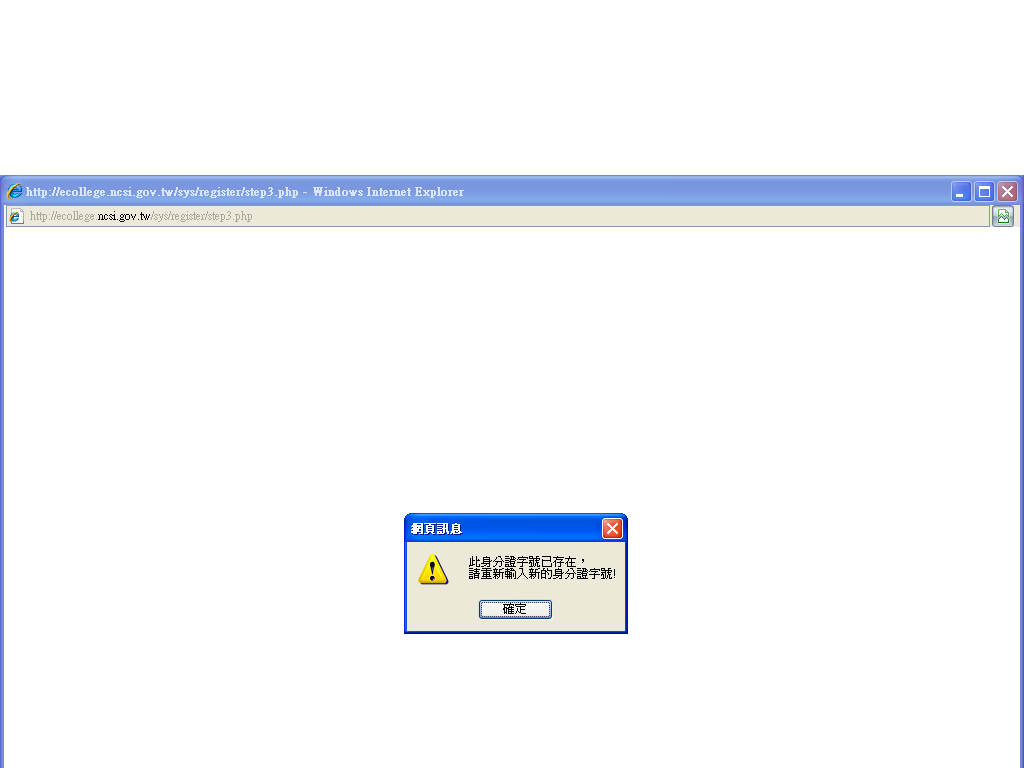 http://ecollege.ncsi.gov.tw/sys/register/step3.php - Windows Internet Explorer
http://ecollege.ncsi.gov.tw/sys/register/step3.php
網頁訊息
此身分證字號已存在，
請重新輸入新的身分證字號!
確定